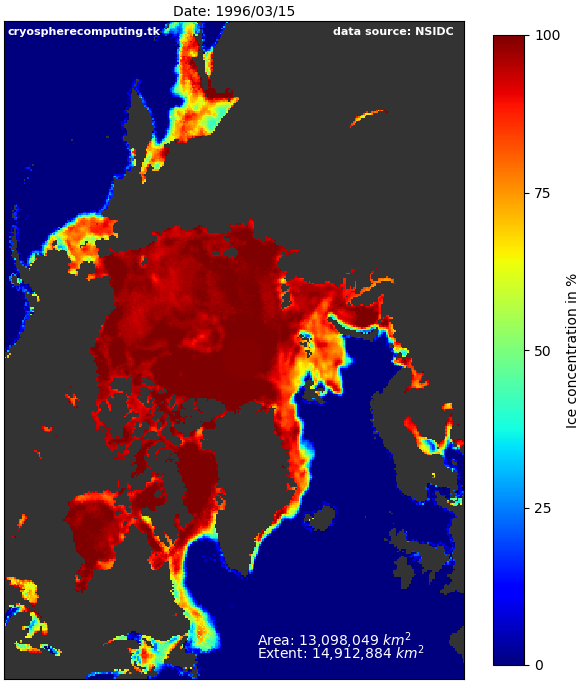 Date: 1996/03/15
cryospherecomputing.tk
data source: NSIDC
100
75
50
25
0
Ice concentration in %
Area: 13,098,049 km²
Extent: 14,912,884 km²